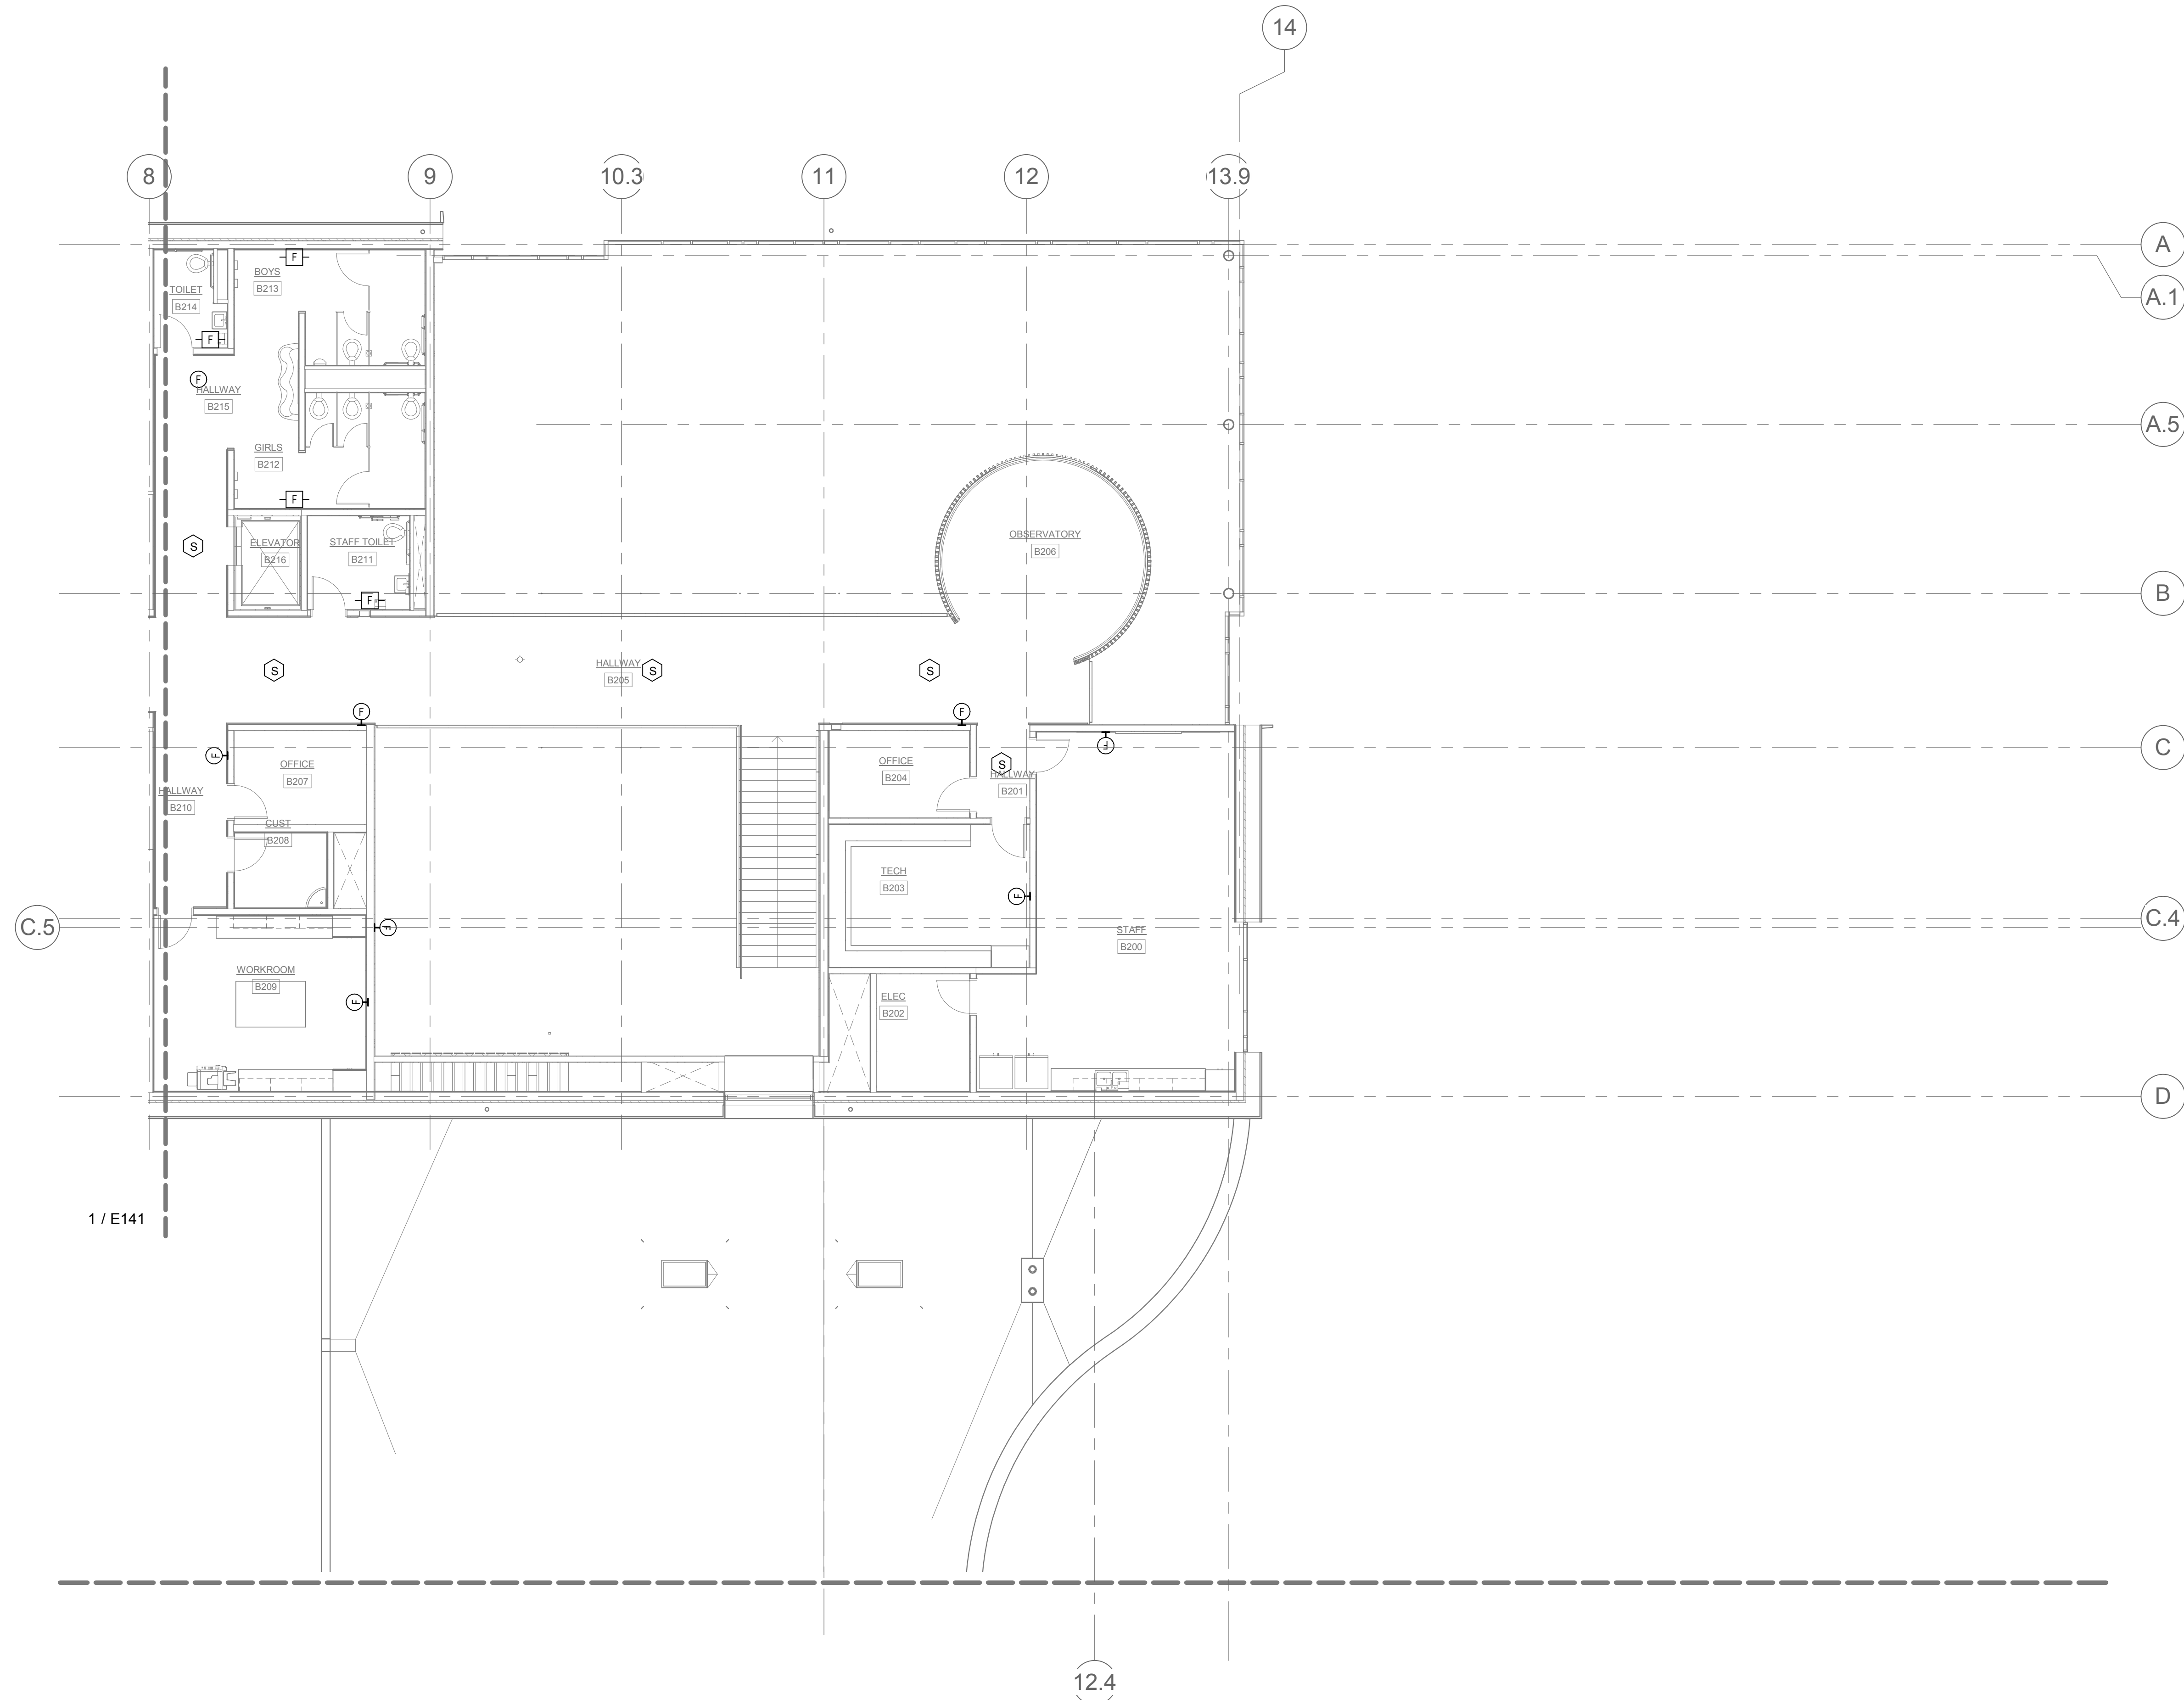 14
8
9
10.3
11
12
13.9
A
A.1
A.5
B
C
C.4
C.5
D
12.4
F
BOYS
B213
TOILET
B214
F
F
HALLWAY
B215
GIRLS
B212
F
S
ELEVATOR
B216
STAFF TOILET
B211
F
OBSERVATORY
B206
S
HALLWAY
B205
S
S
F
F
F
F
OFFICE
B207
OFFICE
B204
S
HALLWAY
B201
HALLWAY
B210
CUST
B208
TECH
B203
F
F
STAFF
B200
WORKROOM
B209
F
ELEC
B202
1 / E141